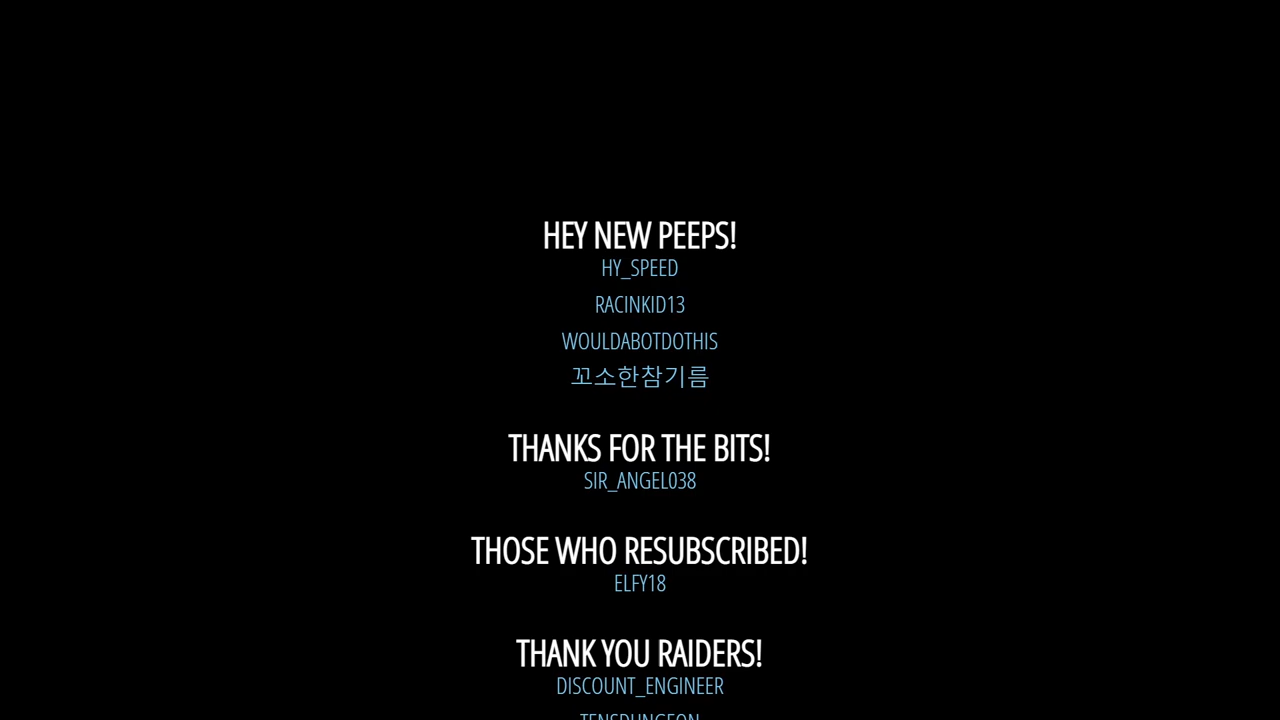 HEY NEW PEEPS!
HY_SPEED
RACINKID13
WOULDABOTDOTHIS
꼬소한참기름
THANKS FOR THE BITS!
SIR_ANGEL038
THOSE WHO RESUBSCRIBED!
ELFY18
THANK YOU RAIDERS!
DISCOUNT_ENGINEER